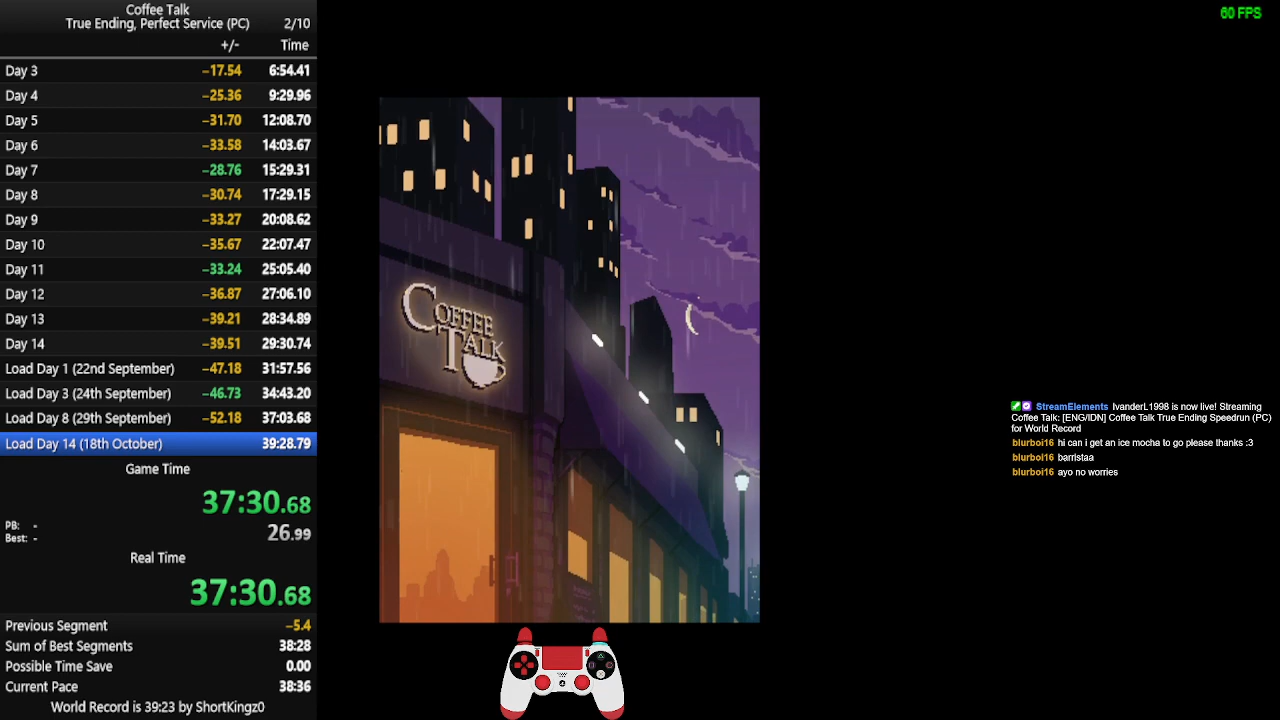 Coffee Talk
True Ending, Perfect Service (PC) 2/10
+/- Time
Day 3 −17.54 6:54.41
Day 4 −25.36 9:29.96
Day 5 −31.70 12:08.70
Day 6 −33.58 14:03.67
Day 7 −28.76 15:29.31
Day 8 −30.74 17:29.15
Day 9 −33.27 20:08.62
Day 10 −35.67 22:07.47
Day 11 −33.24 25:05.40
Day 12 −36.87 27:06.10
Day 13 −39.21 28:34.89
Day 14 −39.51 29:30.74
Load Day 1 (22nd September) −47.18 31:57.56
Load Day 3 (24th September) −46.73 34:43.20
Load Day 8 (29th September) −52.18 37:03.68
Load Day 14 (18th October) 39:28.79
Game Time
37:30.68
PB: -
Best: -
26.99
Real Time
37:30.68
Previous Segment −5.4
Sum of Best Segments 38:28
Possible Time Save 0.00
Current Pace 38:36
World Record is 39:23 by ShortKingz0
COFFEE
TALK
60 FPS
StreamElements IvanderL1998 is now live! Streaming
Coffee Talk: [ENG/IDN] Coffee Talk True Ending Speedrun (PC)
for World Record
blurboi16 hi can i get an ice mocha to go please thanks :3
blurboi16 barristaa
blurboi16 ayo no worries